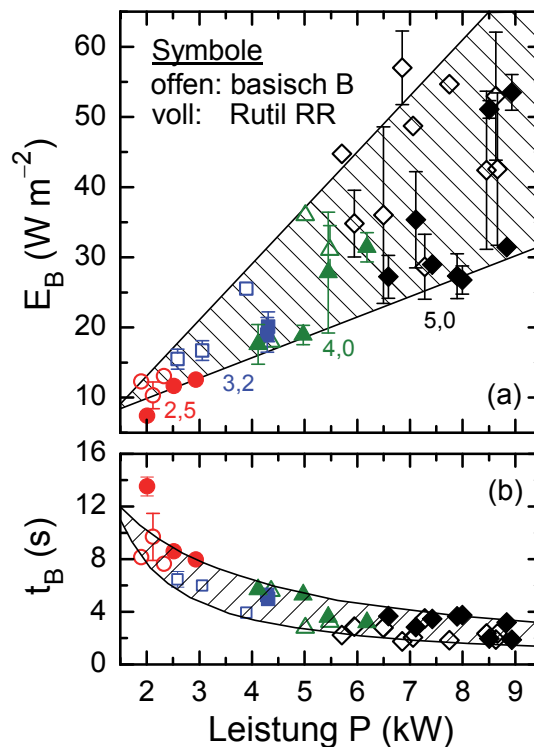 60
50
40
30
20
10
E_B (W m⁻²)
Symbole
offen: basisch B
voll: Rutil RR
5,0
4,0
3,2
2,5
(a)
16
12
8
4
0
t_B (s)
(b)
2 3 4 5 6 7 8 9
Leistung P (kW)